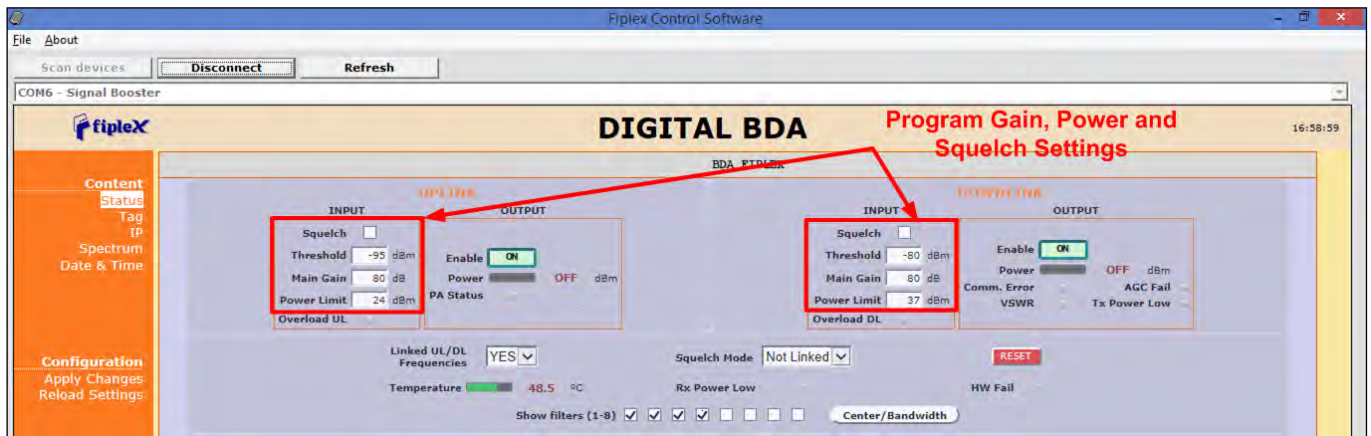 Fiplex Control Software
File About
Scan devices Disconnect Refresh
COM6 - Signal Booster
fipleX DIGITAL BDA Program Gain, Power and Squelch Settings 16:58:59
BDA FIPLEX
Content
Status
Tag
IP
Spectrum
Date & Time
UPLINK
INPUT OUTPUT
Squelch
Threshold -95 dBm Enable ON
Main Gain 80 dB Power OFF dBm
Power Limit 24 dBm PA Status
Overload UL
DOWNLINK
INPUT OUTPUT
Squelch
Threshold -80 dBm Enable ON
Main Gain 80 dB Power OFF dBm
Comm. Error AGC Fail
Power Limit 37 dBm VSWR Tx Power Low
Overload DL
Configuration
Apply Changes
Reload Settings
Linked UL/DL Frequencies YES Squelch Mode Not Linked RESET
Temperature 48.5 ºC Rx Power Low HW Fail
Show filters (1-8) Center/Bandwidth